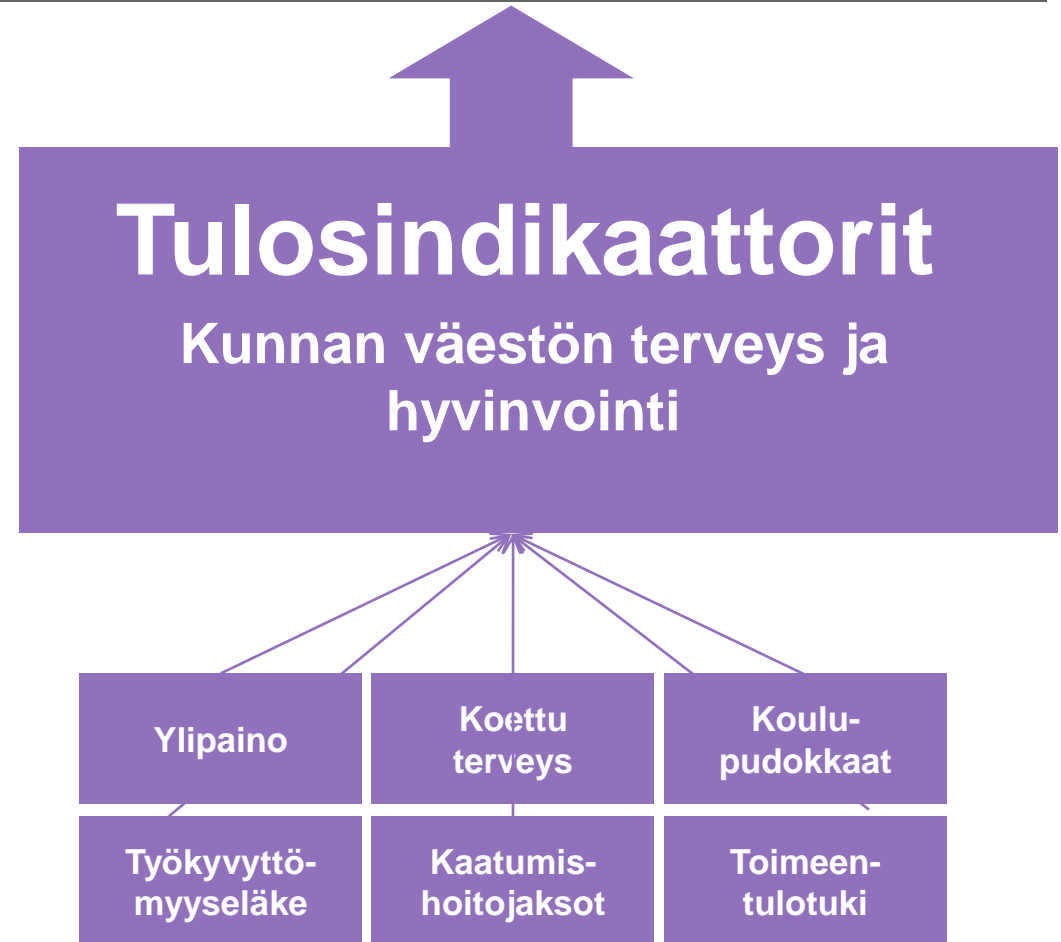 Tulosindikaattorit
Kunnan väestön terveys ja
hyvinvointi
Ylipaino
Koettu
terveys
Koulu-
pudokkaat
Työkyvyttö-
myyseläke
Kaatumis-
hoitojaksot
Toimeen-
tulotuki